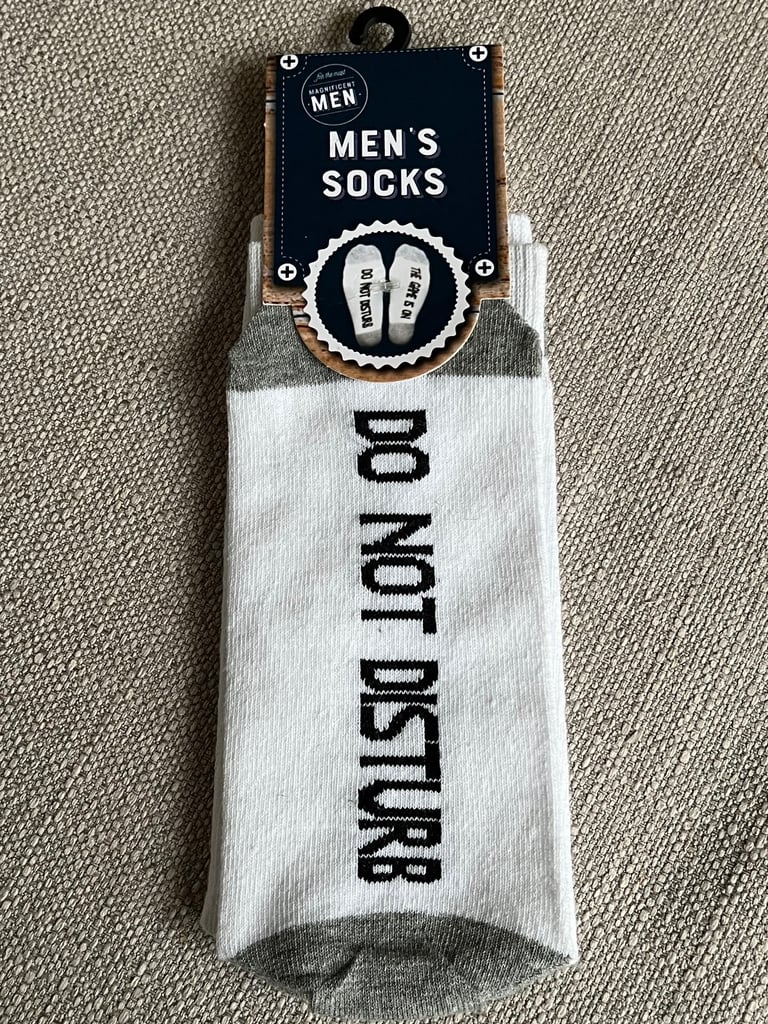 for the most
MAGNIFICENT
MEN
MEN'S
SOCKS
DO NOT DISTURB
THE GAME IS ON
DO NOT DISTURB